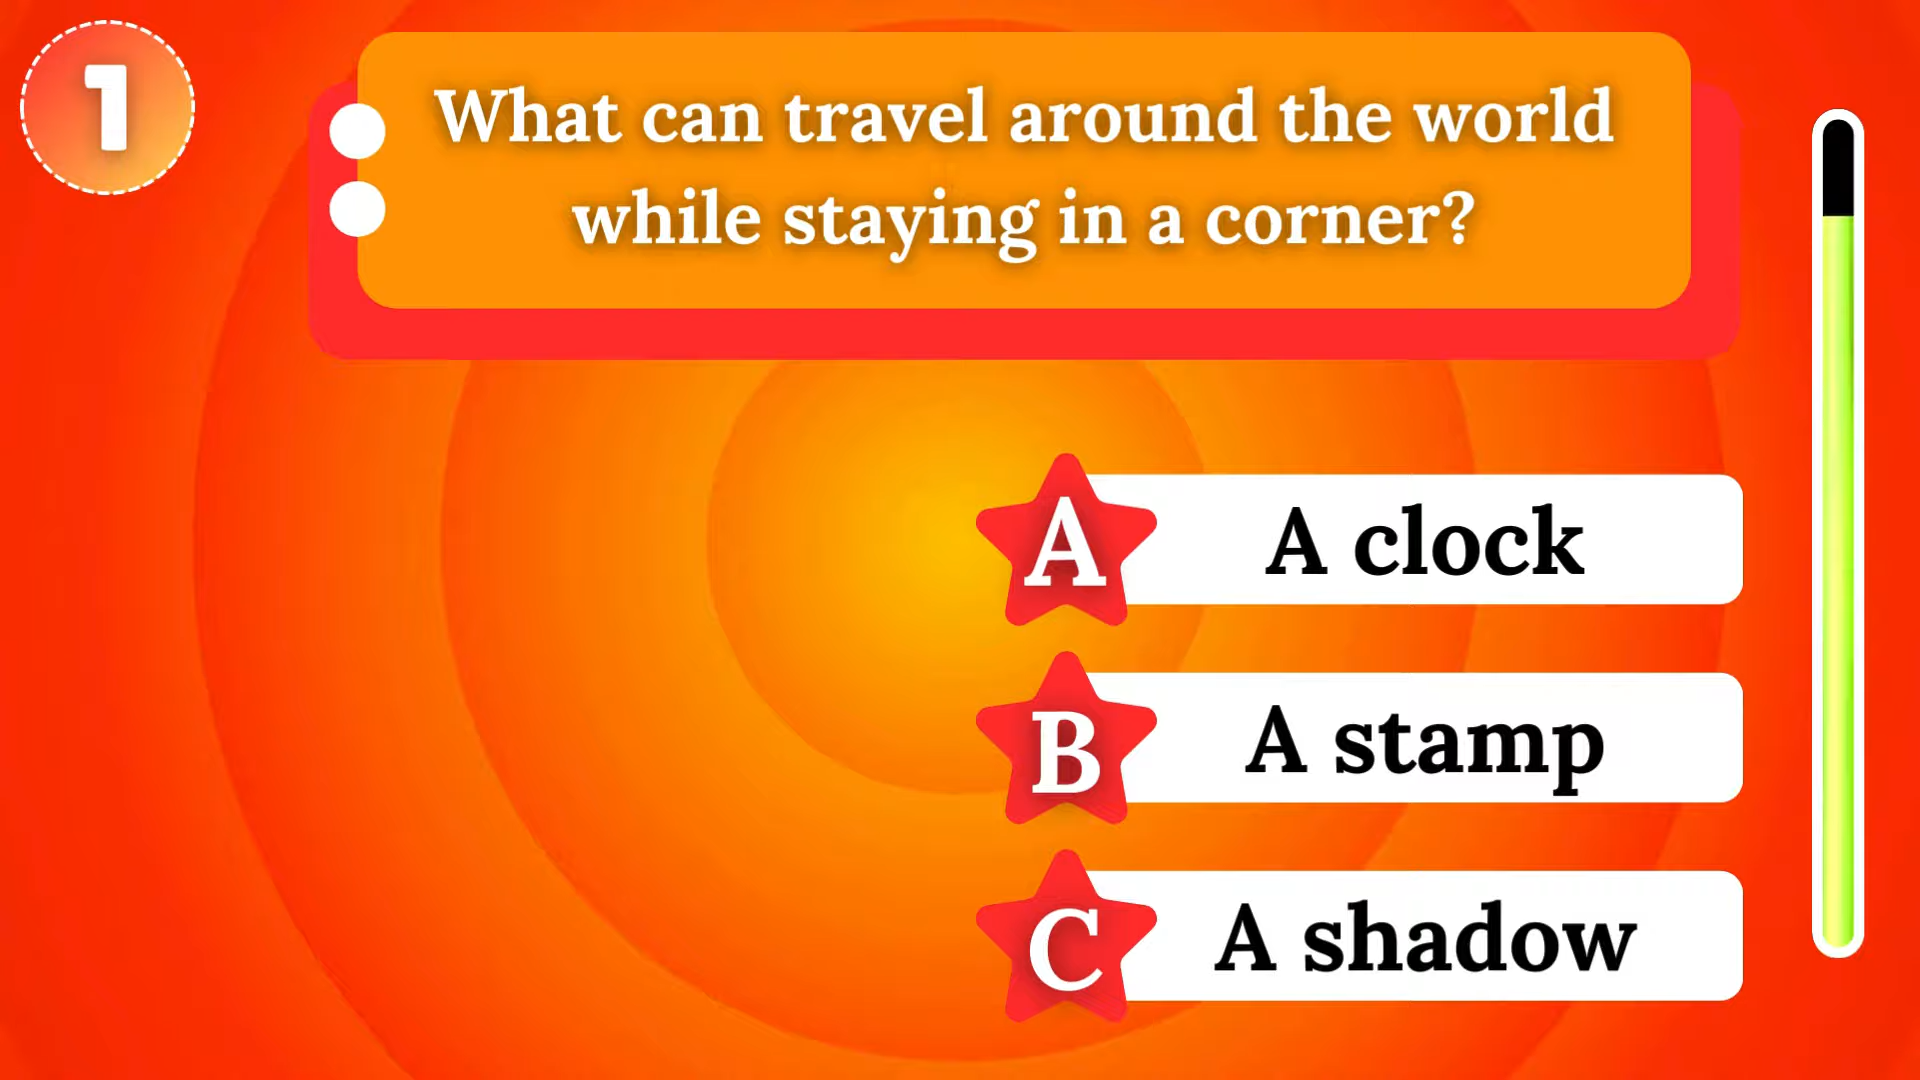 1
What can travel around the world
while staying in a corner?
A A clock
B A stamp
C A shadow